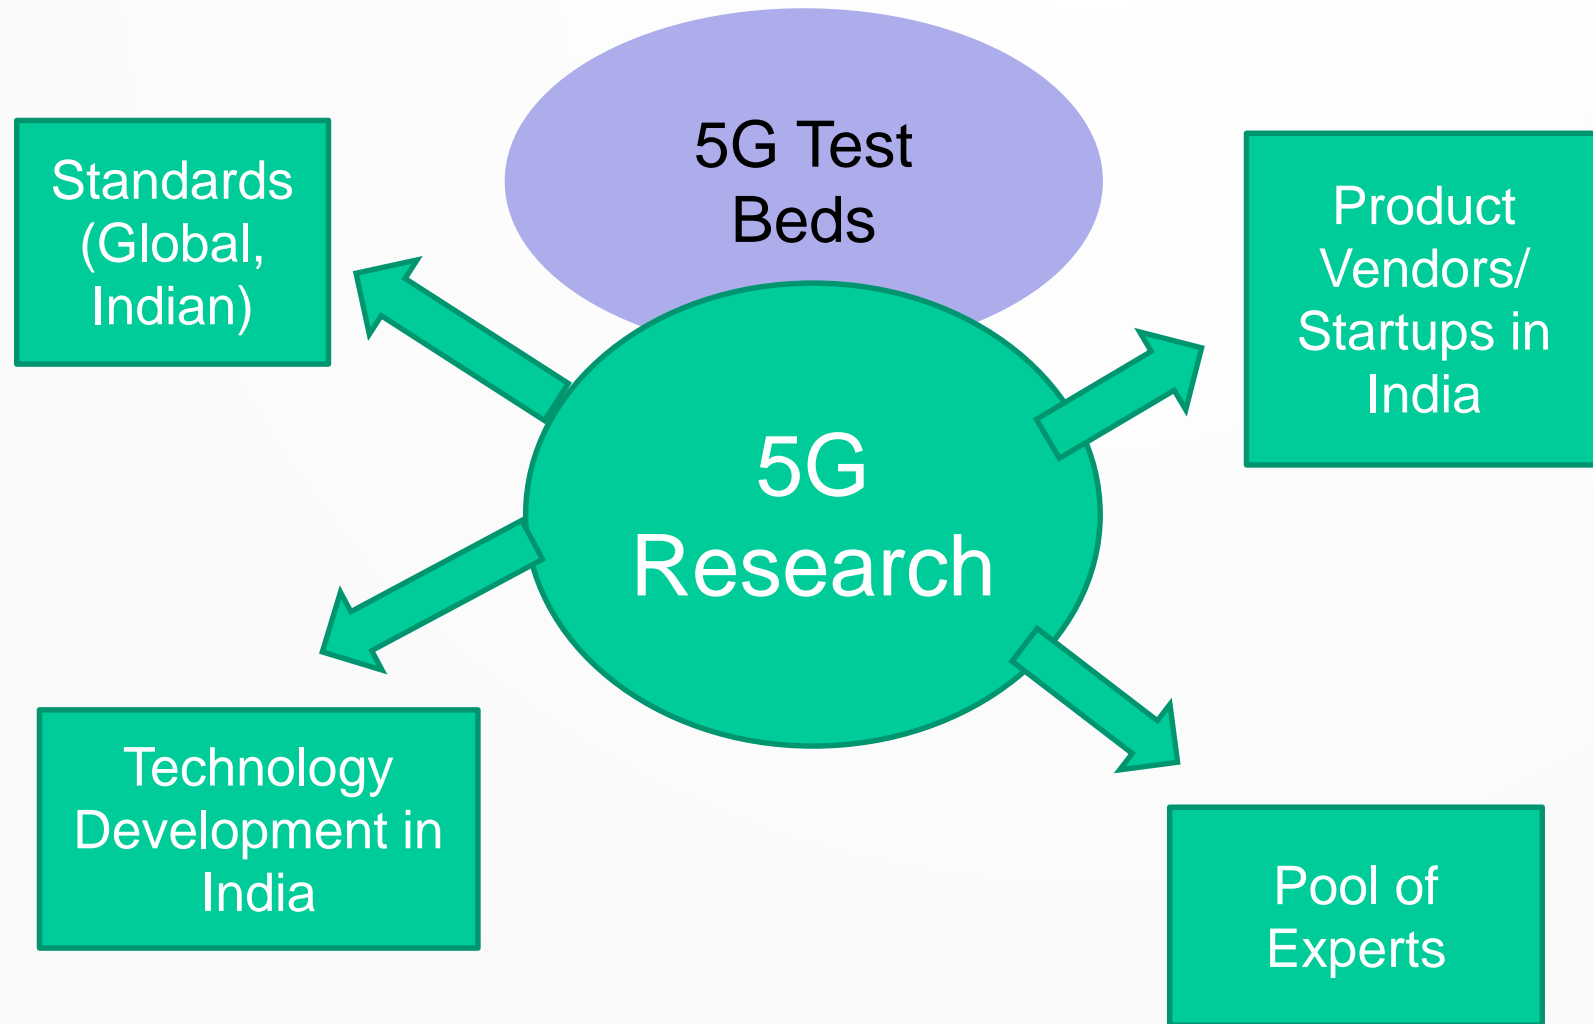 5G Test
Beds
Standards
(Global,
Indian)
Product
Vendors/
Startups in
India
5G
Research
Technology
Development in
India
Pool of
Experts